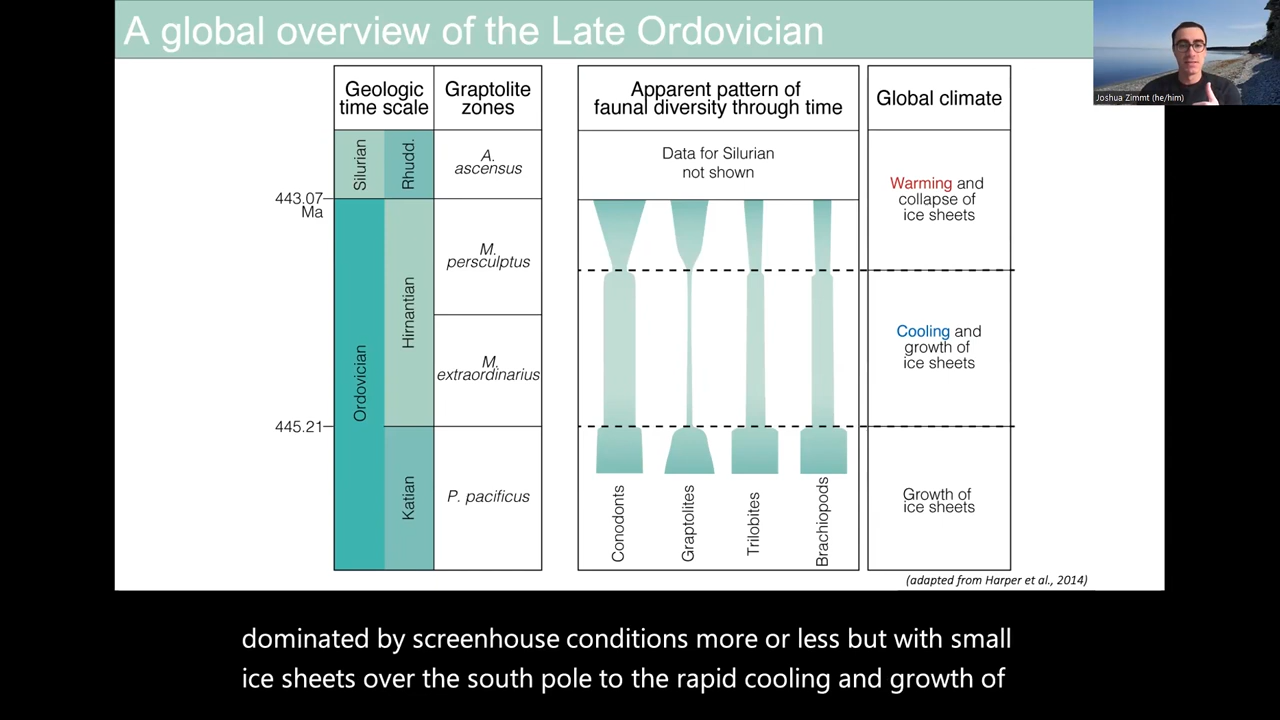 A global overview of the Late Ordovician
Joshua Zimmt (he/him)
Geologic
time scale
Graptolite
zones
Apparent pattern of
faunal diversity through time
Global climate
Silurian
Rhudd.
A.
ascensus
Data for Silurian
not shown
Warming and
collapse of
ice sheets
443.07
Ma
Ordovician
Hirnantian
M.
persculptus
M.
extraordinarius
Cooling and
growth of
ice sheets
445.21
Katian
P. pacificus
Conodonts
Graptolites
Trilobites
Brachiopods
Growth of
ice sheets
(adapted from Harper et al., 2014)
dominated by screenhouse conditions more or less but with small
ice sheets over the south pole to the rapid cooling and growth of